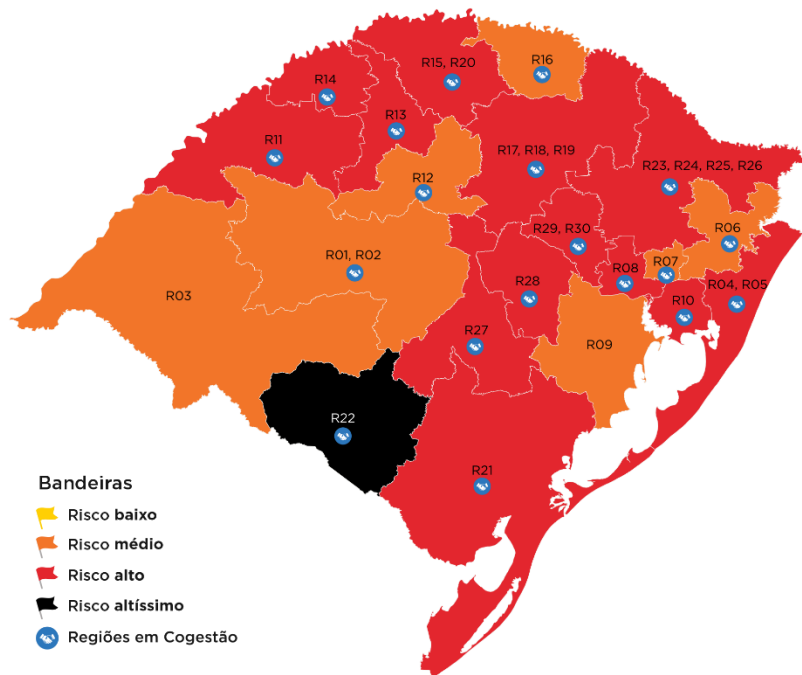 R16
R15, R20
R14
R13
R11
R17, R18, R19
R23, R24, R25, R26
R12
R06
R29, R30
R01, R02
R07
R08
R04, R05
R03
R28
R10
R27
R09
R22
R21
Bandeiras
Risco baixo
Risco médio
Risco alto
Risco altíssimo
Regiões em Cogestão